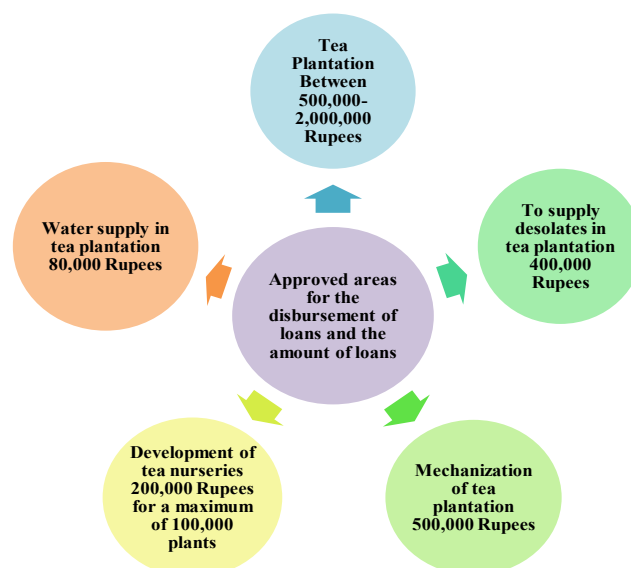 Tea
Plantation
Between
500,000-
2,000,000
Rupees
Water supply in
tea plantation
80,000 Rupees
To supply
desolates in
tea plantation
400,000
Rupees
Approved areas
for the
disbursement of
loans and the
amount of loans
Development of
tea nurseries
200,000 Rupees
for a maximum
of 100,000
plants
Mechanization
of tea
plantation
500,000 Rupees